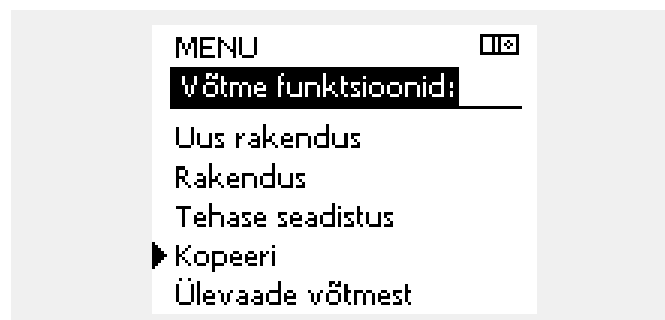 MENU
Võtme funktsioonid:
Uus rakendus
Rakendus
Tehase seadistus
Kopeeri
Ülevaade võtmest